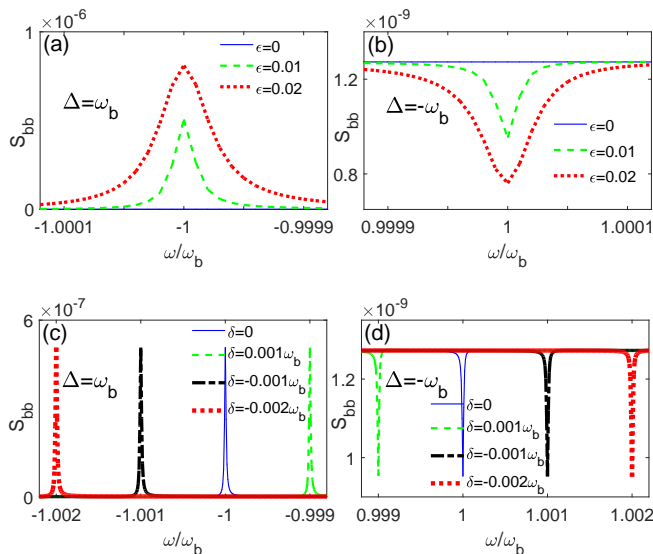 ×10⁻⁶
×10⁻⁹
(a)
(b)
1
0
S_bb
Δ=ω_b
ϵ=0
ϵ=0.01
ϵ=0.02
-1.0001
-1
-0.9999
ω/ω_b
1.2
0.8
S_bb
Δ=-ω_b
ϵ=0
ϵ=0.01
ϵ=0.02
0.9999
1
1.0001
ω/ω_b
×10⁻⁷
×10⁻⁹
(c)
(d)
6
0
S_bb
Δ=ω_b
δ=0
δ=0.001ω_b
δ=-0.001ω_b
δ=-0.002ω_b
-1.002
-1.001
-1
-0.999
ω/ω_b
1.2
1
S_bb
Δ=-ω_b
δ=0
δ=0.001ω_b
δ=-0.001ω_b
δ=-0.002ω_b
0.999
1
1.001
1.002
ω/ω_b